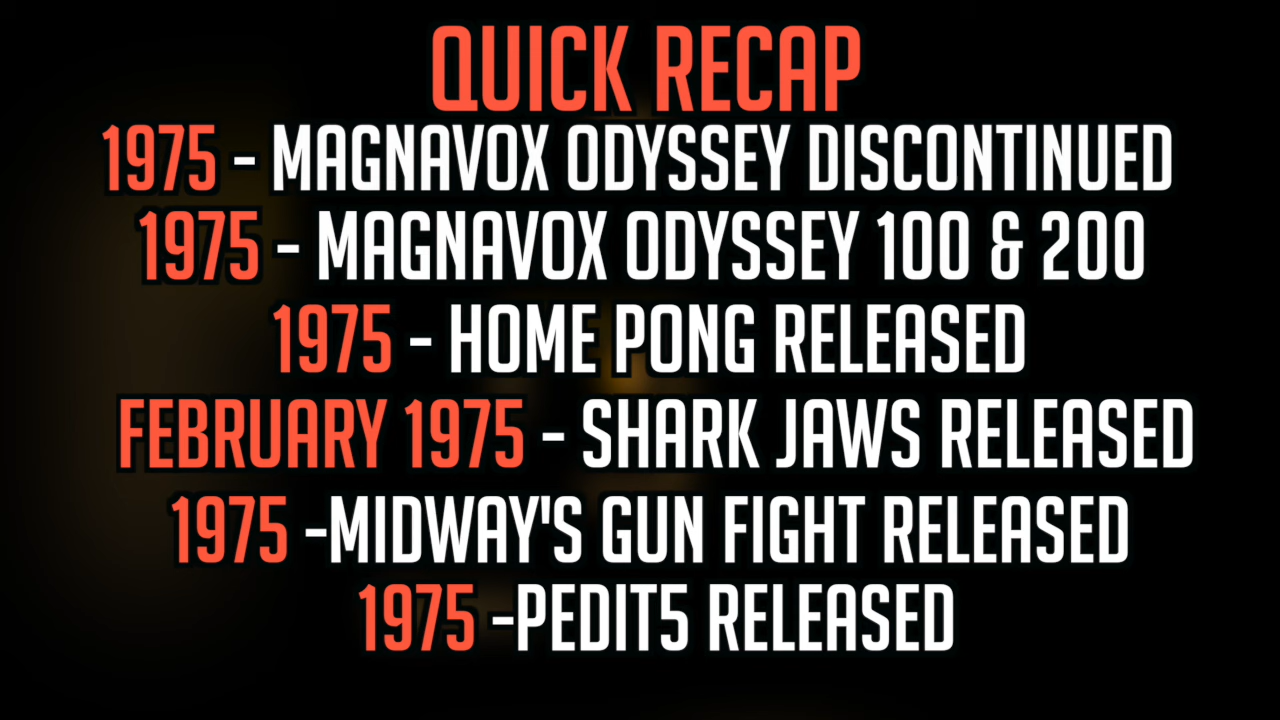 QUICK RECAP
1975 - MAGNAVOX ODYSSEY DISCONTINUED
1975 - MAGNAVOX ODYSSEY 100 & 200
1975 - HOME PONG RELEASED
FEBRUARY 1975 - SHARK JAWS RELEASED
1975 -MIDWAY'S GUN FIGHT RELEASED
1975 -PEDIT5 RELEASED